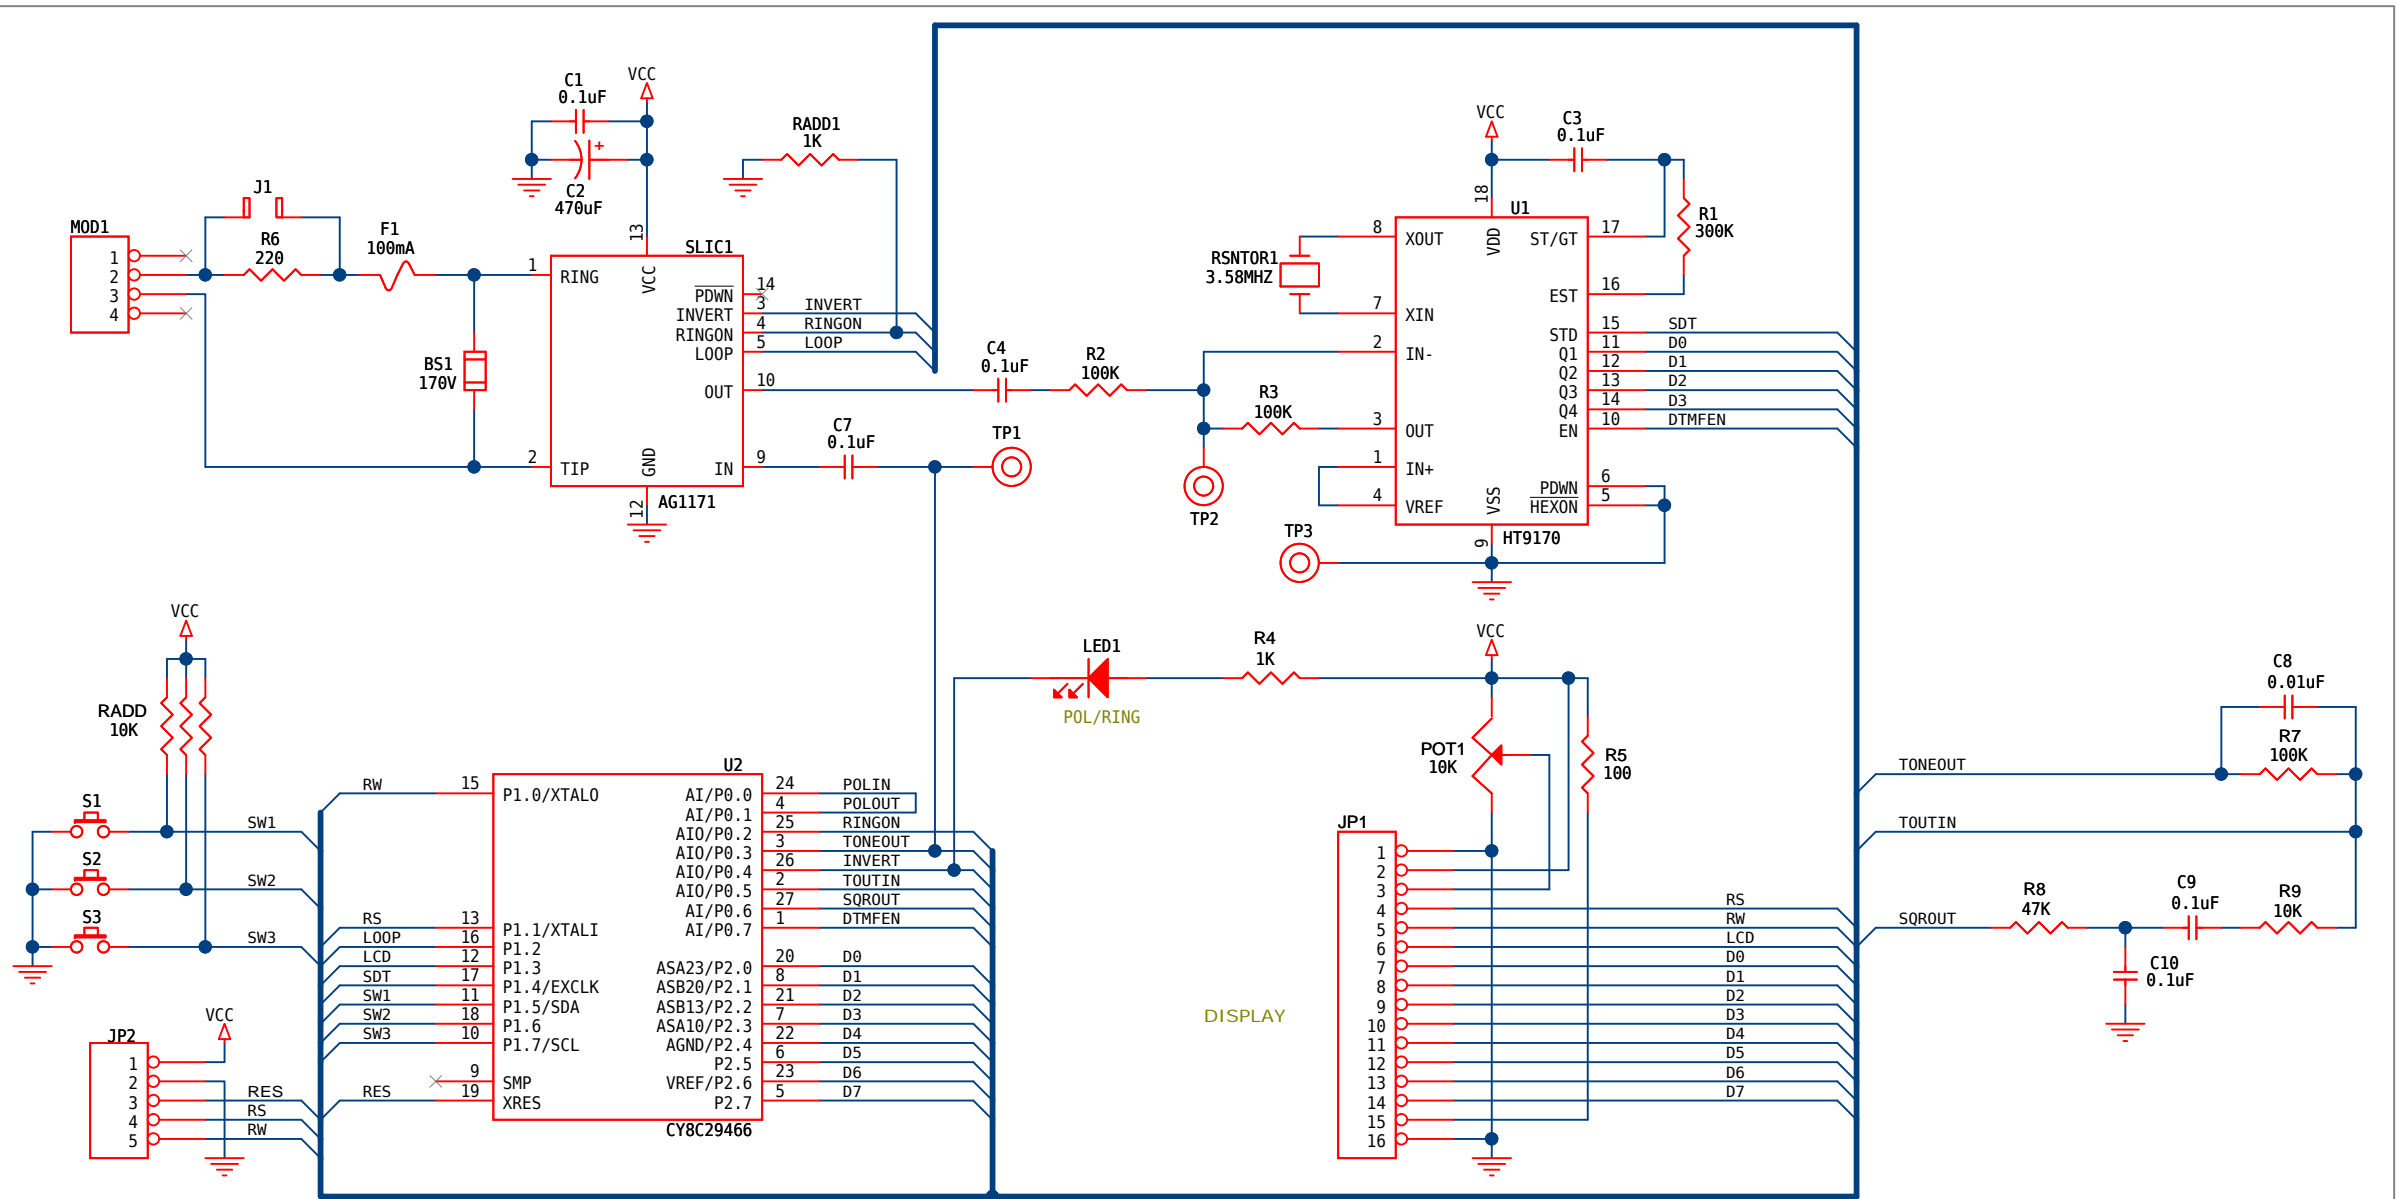 C1
0.1uF
VCC
C2
470uF
RADD1
1K
VCC
C3
0.1uF
J1
MOD1
1
2
3
4
R6
220
F1
100mA
BS1
170V
SLIC1
13
VCC
1
RING
2
TIP
GND
12
AG1171
PDWN
14
INVERT
3
INVERT
RINGON
4
RINGON
LOOP
5
LOOP
OUT
10
IN
9
C4
0.1uF
R2
100K
C7
0.1uF
TP1
R3
100K
TP2
TP3
RSNTOR1
3.58MHZ
U1
18
VDD
8
XOUT
7
XIN
2
IN-
3
OUT
1
IN+
4
VREF
VSS
9
HT9170
ST/GT
17
EST
16
STD
15
SDT
Q1
11
D0
Q2
12
D1
Q3
13
D2
Q4
14
D3
EN
10
DTMFEN
PDWN
6
HEXON
5
R1
300K
VCC
RADD
10K
S1
SW1
S2
SW2
S3
SW3
VCC
JP2
1
2
3
RES
4
RS
5
RW
U2
RW
15
P1.0/XTALO
RS
13
P1.1/XTALI
LOOP
16
P1.2
LCD
12
P1.3
SDT
17
P1.4/EXCLK
SW1
11
P1.5/SDA
SW2
18
P1.6
SW3
10
P1.7/SCL
9
SMP
RES
19
XRES
AI/P0.0
24
POLIN
AI/P0.1
4
POLOUT
AIO/P0.2
25
RINGON
AIO/P0.3
3
TONEOUT
AIO/P0.4
26
INVERT
AIO/P0.5
2
TOUTIN
AI/P0.6
27
SQROUT
AI/P0.7
1
DTMFEN
ASA23/P2.0
20
D0
ASB20/P2.1
8
D1
ASB13/P2.2
21
D2
ASA10/P2.3
7
D3
AGND/P2.4
22
D4
P2.5
6
D5
VREF/P2.6
23
D6
P2.7
5
D7
CY8C29466
LED1
POL/RING
R4
1K
VCC
POT1
10K
R5
100
DISPLAY
JP1
1
2
3
4
RS
5
RW
6
LCD
7
D0
8
D1
9
D2
10
D3
11
D4
12
D5
13
D6
14
D7
15
16
C8
0.01uF
R7
100K
TONEOUT
TOUTIN
SQROUT
R8
47K
C9
0.1uF
R9
10K
C10
0.1uF